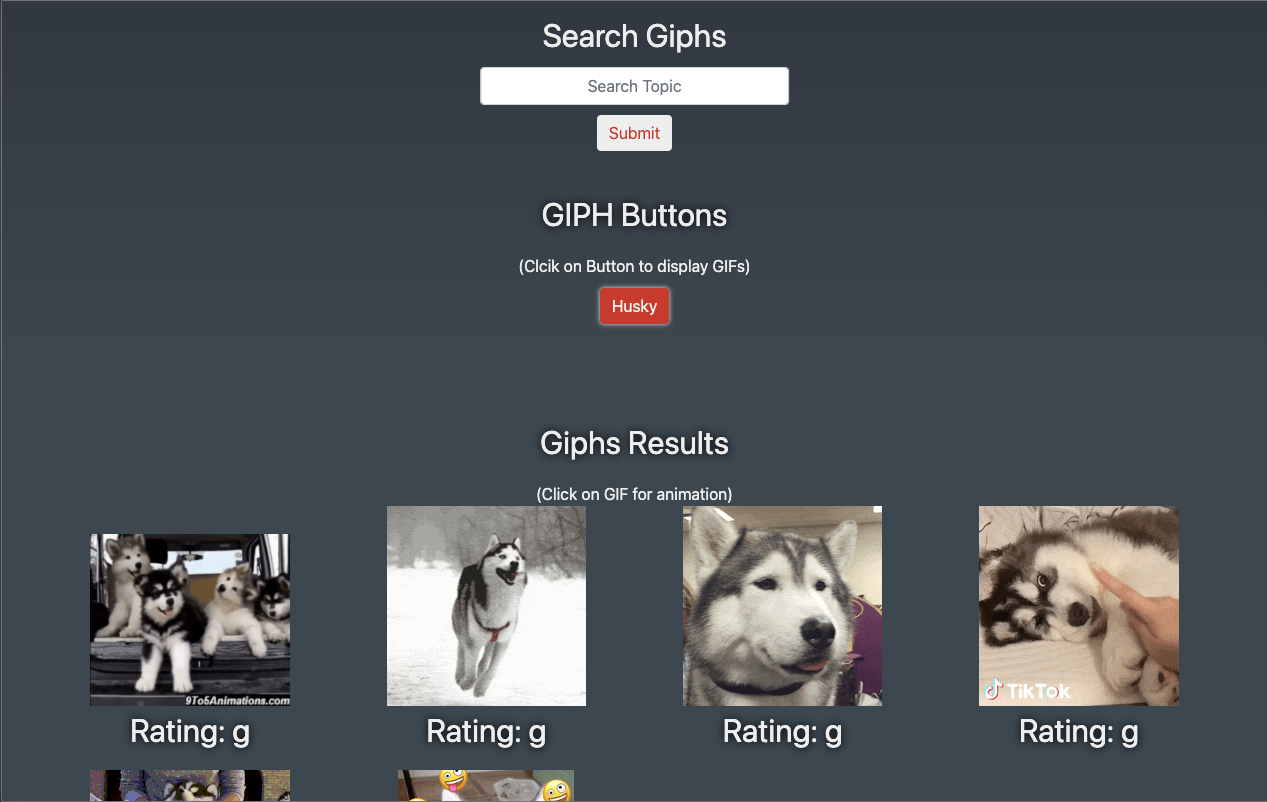 Search Giphs
Search Topic
Submit
GIPH Buttons
(Clcik on Button to display GIFs)
Husky
Giphs Results
(Click on GIF for animation)
9To5Animations.com
TikTok
Rating: g
Rating: g
Rating: g
Rating: g